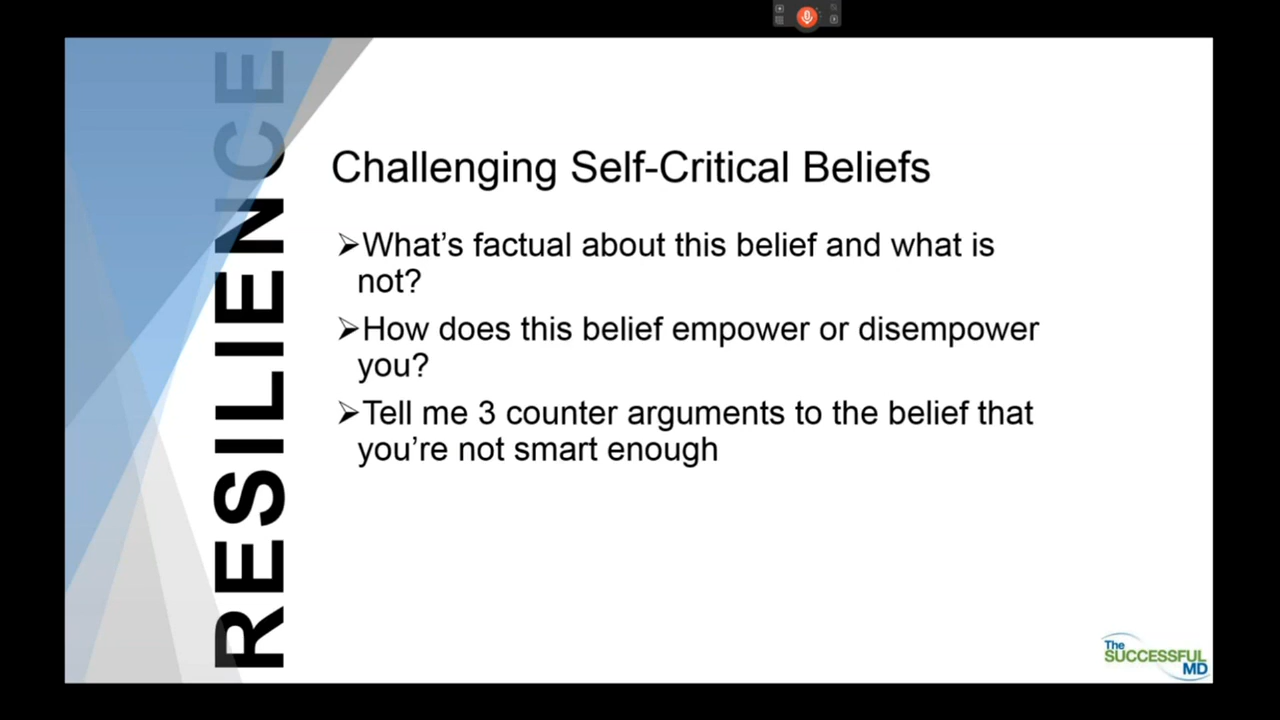 RESILIENCE
Challenging Self-Critical Beliefs
➢What’s factual about this belief and what is
not?
➢How does this belief empower or disempower
you?
➢Tell me 3 counter arguments to the belief that
you’re not smart enough
The
SUCCESSFUL
MD